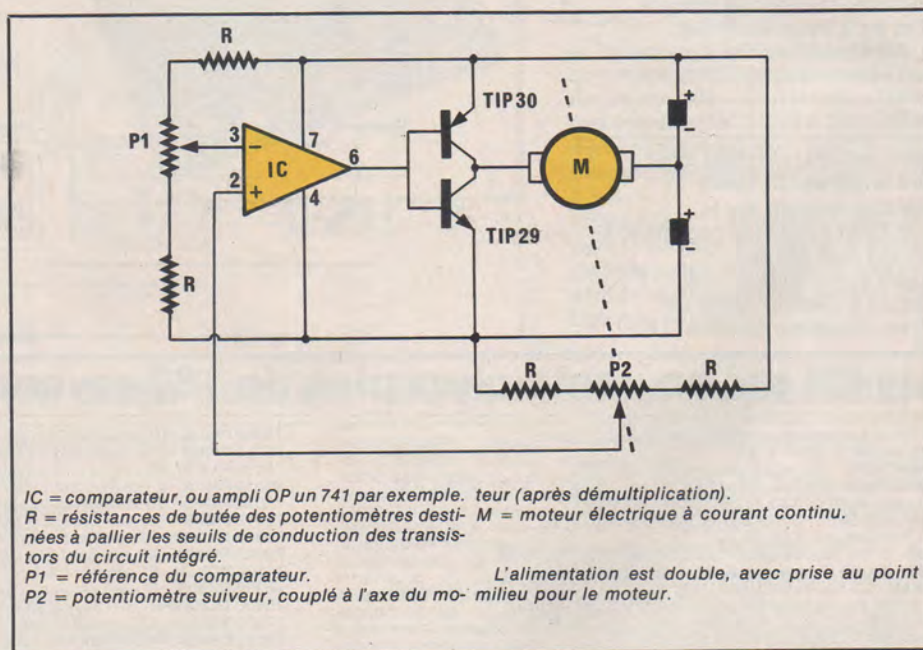 R
TIP30
P1
3
−
7
IC
6
M
+
−
2
+
4
TIP29
+
−
R
R
P2
R
IC = comparateur, ou ampli OP un 741 par exemple.
R = résistances de butée des potentiomètres desti-
nées à pallier les seuils de conduction des transis-
tors du circuit intégré.
P1 = référence du comparateur.
P2 = potentiomètre suiveur, couplé à l'axe du mo-
teur (après démultiplication).
M = moteur électrique à courant continu.
L'alimentation est double, avec prise au point
milieu pour le moteur.